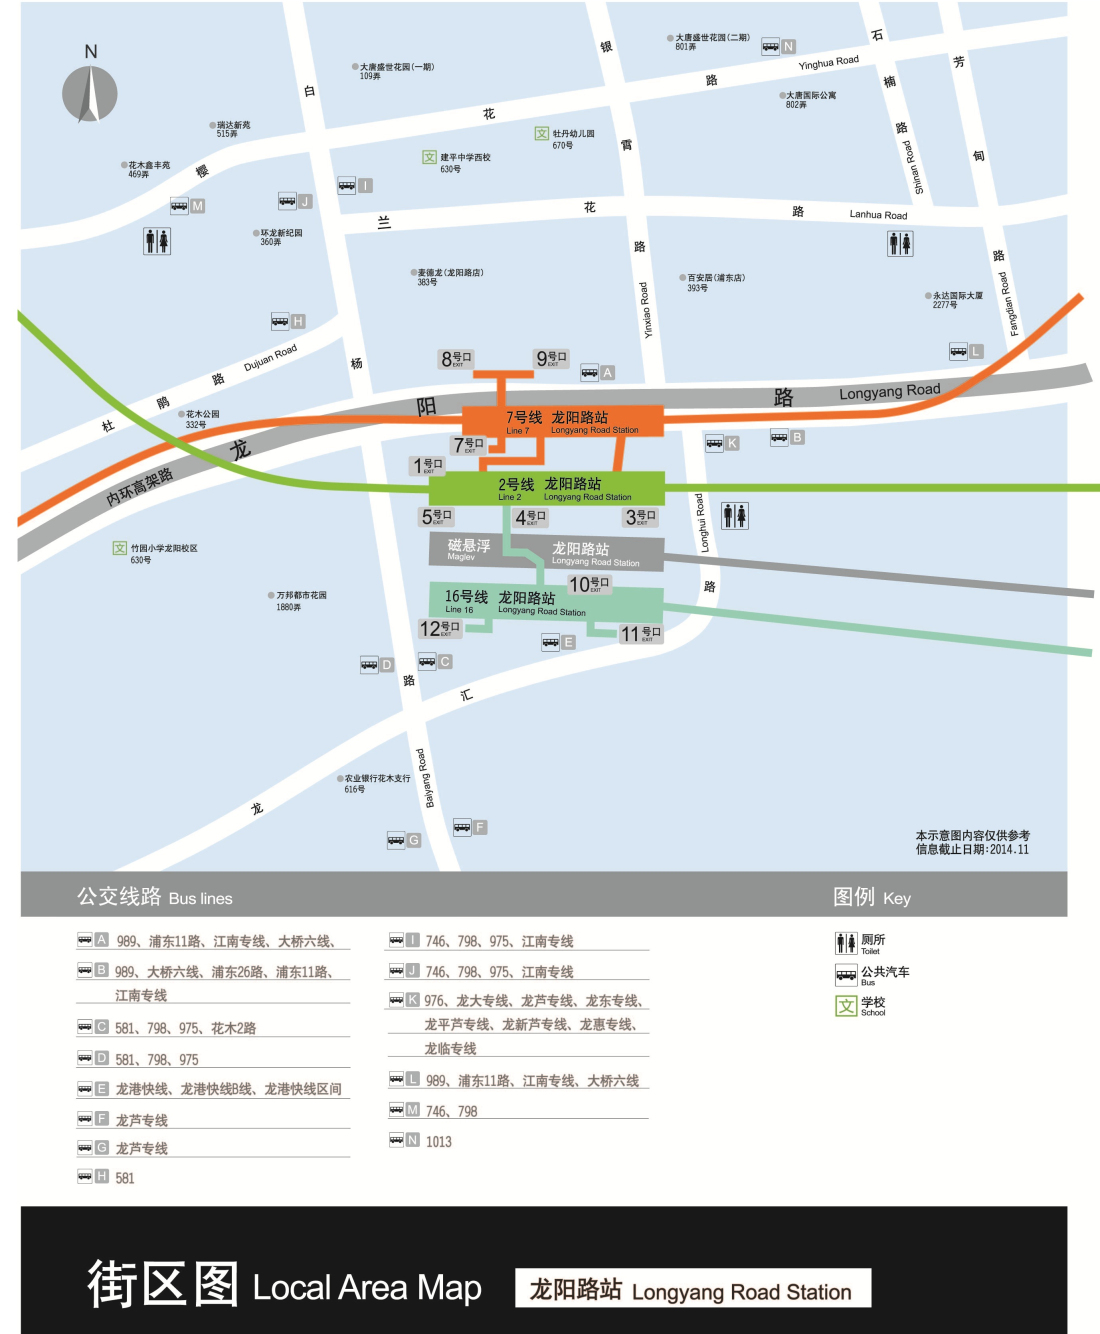 N
大唐盛世花园(一期)
109弄
大唐盛世花园(二期)
801弄
N
Yinghua Road
大唐国际公寓
802弄
瑞达新苑
515弄
牡丹幼儿园
670号
文
建平中学西校
630号
文
花木鑫丰苑
469弄
M
J
I
环龙新纪园
360弄
樱
花
路
白
杨
路
Baiyang Road
银
霄
路
Yinxiao Road
石
楠
路
Shinan Road
芳
甸
路
Fangdian Road
兰
花
路
Lanhua Road
麦德龙(龙阳路店)
383号
百安居(浦东店)
393号
永达国际大厦
2277号
H
L
杜
鹃
路
Dujuan Road
花木公园
332号
8号口
EXIT
9号口
EXIT
A
龙
阳
路
Longyang Road
内环高架路
7号线 龙阳路站
Line 7 Longyang Road Station
7号口
EXIT
K
B
1号口
EXIT
2号线 龙阳路站
Line 2 Longyang Road Station
5号口
EXIT
4号口
EXIT
3号口
EXIT
Longhui Road
文
竹园小学龙阳校区
630号
磁悬浮 龙阳路站
Maglev Longyang Road Station
10号口
EXIT
16号线 龙阳路站
Line 16 Longyang Road Station
万邦都市花园
1880弄
12号口
EXIT
11号口
EXIT
E
D
C
龙
汇
路
农业银行花木支行
616号
G
F
本示意图内容仅供参考
信息截止日期:2014.11
公交线路 Bus lines
A 989、浦东11路、江南专线、大桥六线、
B 989、大桥六线、浦东26路、浦东11路、
江南专线
C 581、798、975、花木2路
D 581、798、975
E 龙港快线、龙港快线B线、龙港快线区间
F 龙芦专线
G 龙芦专线
H 581
I 746、798、975、江南专线
J 746、798、975、江南专线
K 976、龙大专线、龙芦专线、龙东专线、
龙平芦专线、龙新芦专线、龙惠专线、
龙临专线
L 989、浦东11路、江南专线、大桥六线
M 746、798
N 1013
图例 Key
厕所
Toilet
公共汽车
Bus
文 学校
School
街区图 Local Area Map
龙阳路站 Longyang Road Station